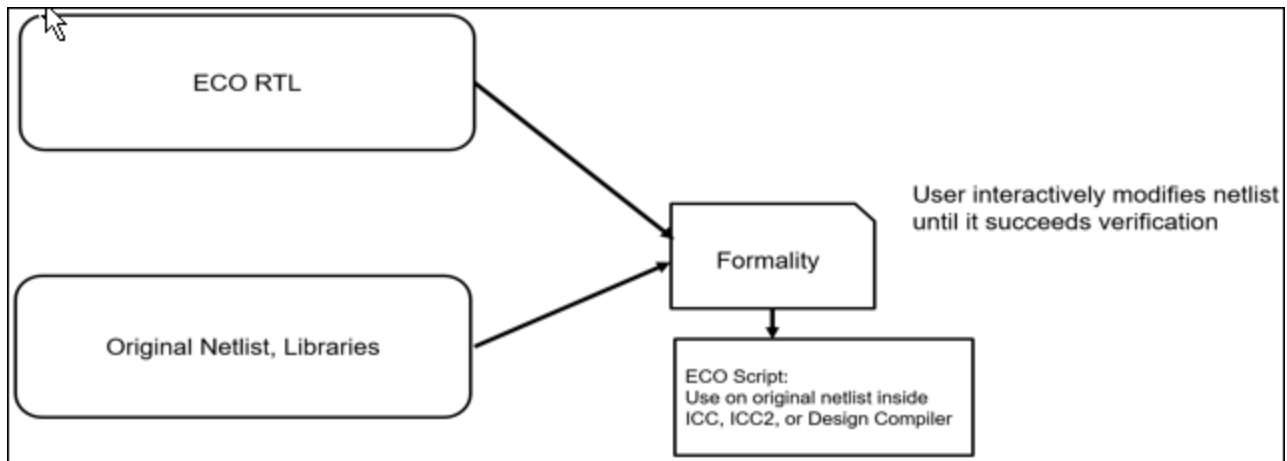 ECO RTL
User interactively modifies netlist
until it succeeds verification
Formality
Original Netlist, Libraries
ECO Script:
Use on original netlist inside
ICC, ICC2, or Design Compiler